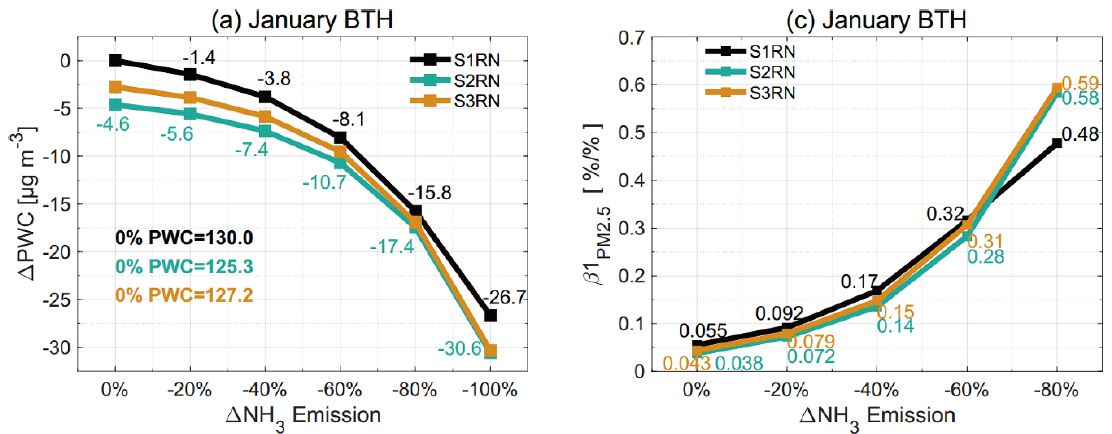 (a) January BTH
0
-5
-10
-15
-20
-25
-30
ΔPWC [μg m⁻³]
-1.4
-3.8
-8.1
-15.8
-26.7
-4.6
-5.6
-7.4
-10.7
-17.4
-30.6
S1RN
S2RN
S3RN
0% PWC=130.0
0% PWC=125.3
0% PWC=127.2
0% -20% -40% -60% -80% -100%
ΔNH₃ Emission
(c) January BTH
0.7
0.6
0.5
0.4
0.3
0.2
0.1
0
β1PM2.5 [ %/%]
S1RN
S2RN
S3RN
0.055
0.092
0.17
0.32
0.48
0.59
0.58
0.31
0.28
0.15
0.14
0.079
0.072
0.043 0.038
0% -20% -40% -60% -80%
ΔNH₃ Emission